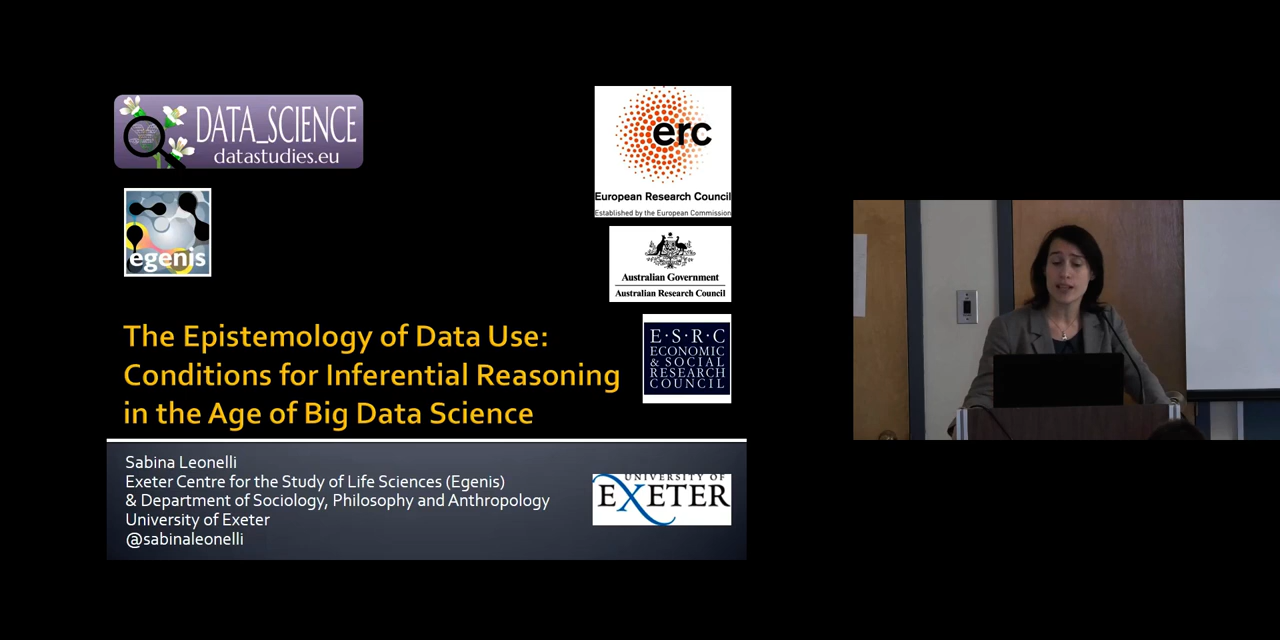 DATA_SCIENCE
datastudies.eu
egenis
erc
European Research Council
Established by the European Commission
Australian Government
Australian Research Council
E·S·R·C
ECONOMIC
& SOCIAL
RESEARCH
COUNCIL
The Epistemology of Data Use:
Conditions for Inferential Reasoning
in the Age of Big Data Science
Sabina Leonelli
Exeter Centre for the Study of Life Sciences (Egenis)
& Department of Sociology, Philosophy and Anthropology
University of Exeter
@sabinaleonelli
UNIVERSITY OF
EXETER